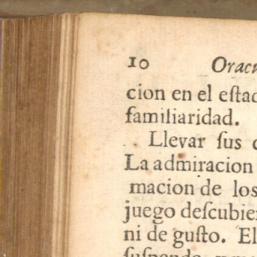 10 Oracu
cion en el estad
familiaridad.
Llevar sus c
La admiracion
macion de los
juego descubier
ni de gusto. El